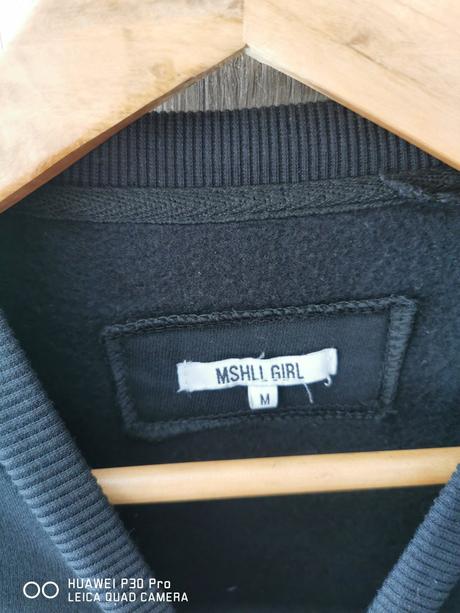 MSHLL GIRL
M
HUAWEI P30 Pro
LEICA QUAD CAMERA